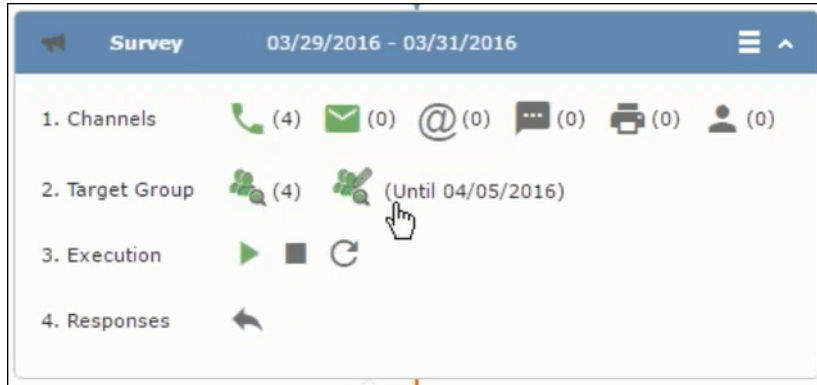 Survey 03/29/2016 - 03/31/2016
1. Channels (4) (0) @ (0) (0) (0) (0)
2. Target Group (4) (Until 04/05/2016)
3. Execution
4. Responses